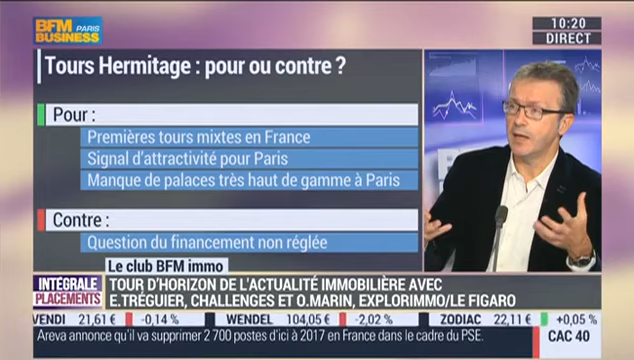 BFM PARIS
BUSINESS
10:20
DIRECT
Tours Hermitage : pour ou contre ?
Pour :
Premières tours mixtes en France
Signal d'attractivité pour Paris
Manque de palaces très haut de gamme à Paris
Contre :
Question du financement non réglée
Le club BFM immo
INTÉGRALE
PLACEMENTS
TOUR D'HORIZON DE L'ACTUALITÉ IMMOBILIÈRE AVEC
E.TRÉGUIER, CHALLENGES ET O.MARIN, EXPLORIMMO/LE FIGARO
VENDI 21,61 € -0,14 % WENDEL 104,05 € -2,02 % ZODIAC 22,11 € +0,05 %
Areva annonce qu'il va supprimer 2 700 postes d'ici à 2017 en France dans le cadre du PSE.
CAC 40